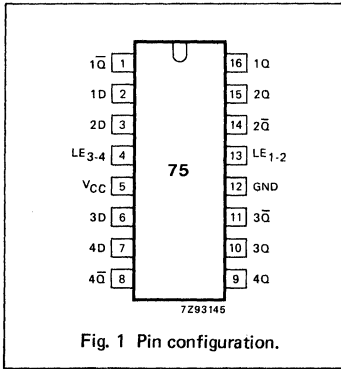 1Q̅ 1 16 1Q
1D 2 15 2Q
2D 3 14 2Q̅
LE3-4 4 13 LE1-2
75
VCC 5 12 GND
3D 6 11 3Q̅
4D 7 10 3Q
4Q̅ 8 9 4Q
7Z93145
Fig. 1 Pin configuration.